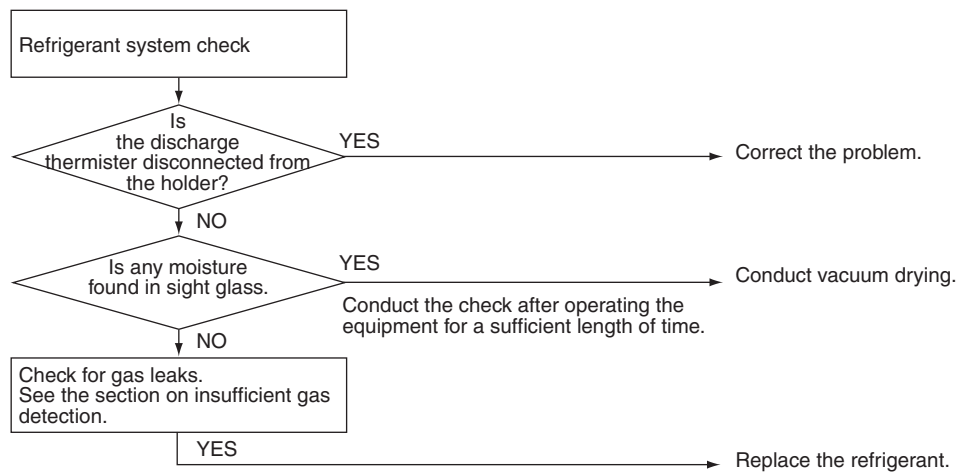 Refrigerant system check
Is
the discharge
thermister disconnected from
the holder?
YES
Correct the problem.
NO
Is any moisture
found in sight glass.
YES
Conduct vacuum drying.
Conduct the check after operating the
equipment for a sufficient length of time.
NO
Check for gas leaks.
See the section on insufficient gas
detection.
YES
Replace the refrigerant.